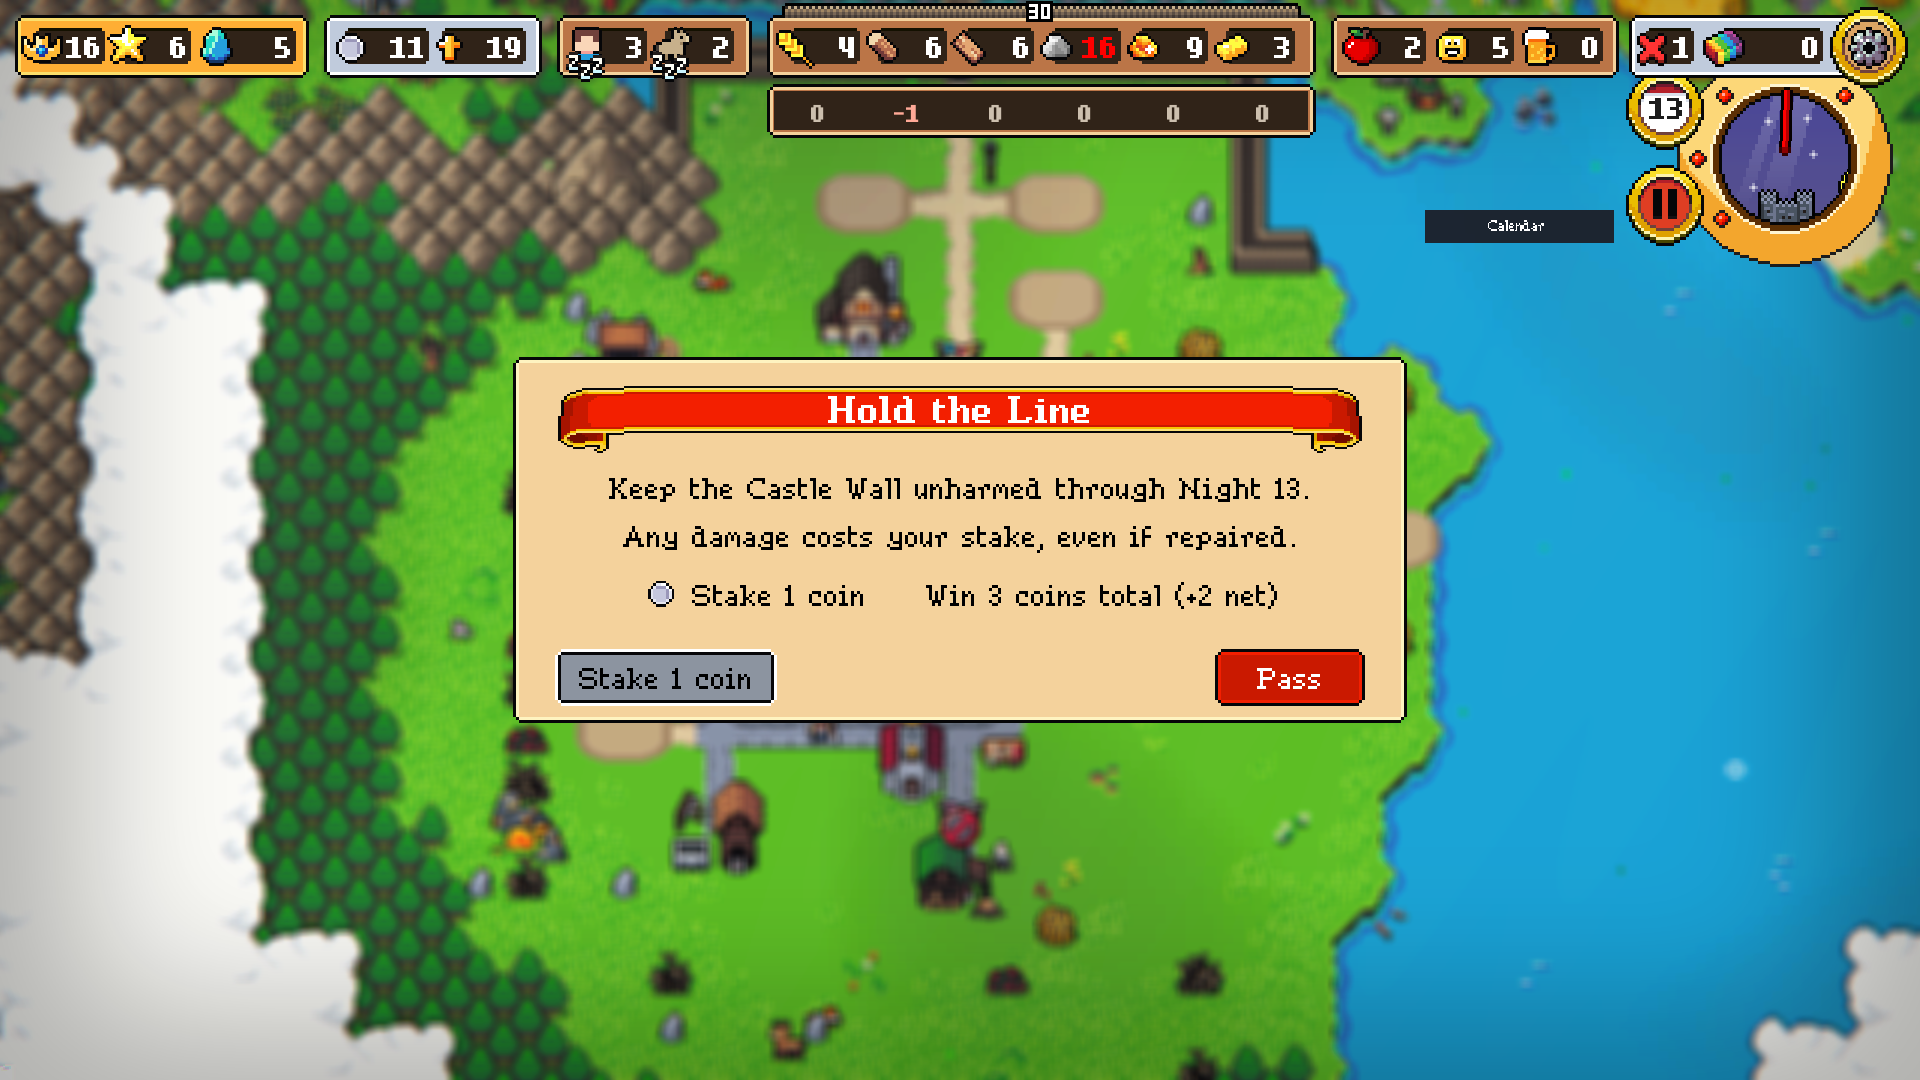 30
16 6 5 11 19 3 2 4 6 6 16 9 3 2 5 0 1 0
zzz zzz
0 -1 0 0 0 0
13
Calendar
Hold the Line
Keep the Castle Wall unharmed through Night 13.
Any damage costs your stake, even if repaired.
Stake 1 coin Win 3 coins total (+2 net)
Stake 1 coin Pass